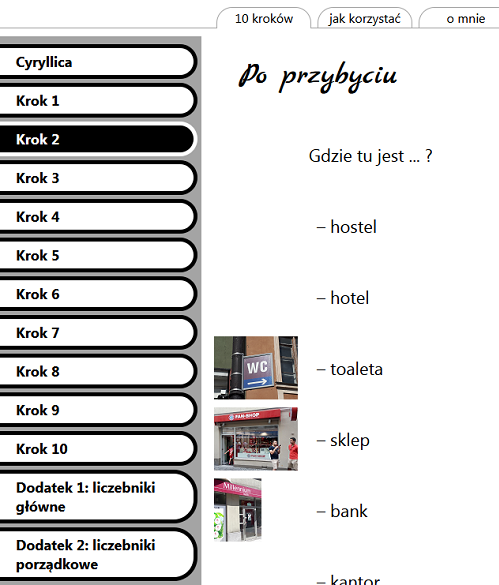 10 kroków
jak korzystać
o mnie
Cyryllica
Krok 1
Krok 2
Krok 3
Krok 4
Krok 5
Krok 6
Krok 7
Krok 8
Krok 9
Krok 10
Dodatek 1: liczebniki
główne
Dodatek 2: liczebniki
porządkowe
Po przybyciu
Gdzie tu jest ... ?
– hostel
– hotel
WC
– toaleta
FAN-SHOP
– sklep
Millennium
– bank
– kantor